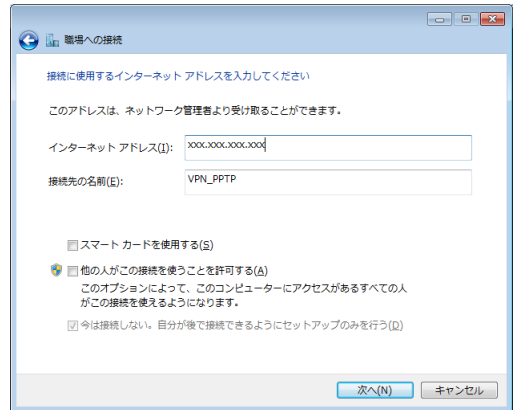 職場への接続
接続に使用するインターネット アドレスを入力してください
このアドレスは、ネットワーク管理者より受け取ることができます。
インターネット アドレス(I):
xxx.xxx.xxx.xxx
接続先の名前(E):
VPN_PPTP
スマート カードを使用する(S)
他の人がこの接続を使うことを許可する(A)
このオプションによって、このコンピューターにアクセスがあるすべての人
がこの接続を使えるようになります。
今は接続しない。自分が後で接続できるようにセットアップのみを行う(D)
次へ(N)
キャンセル